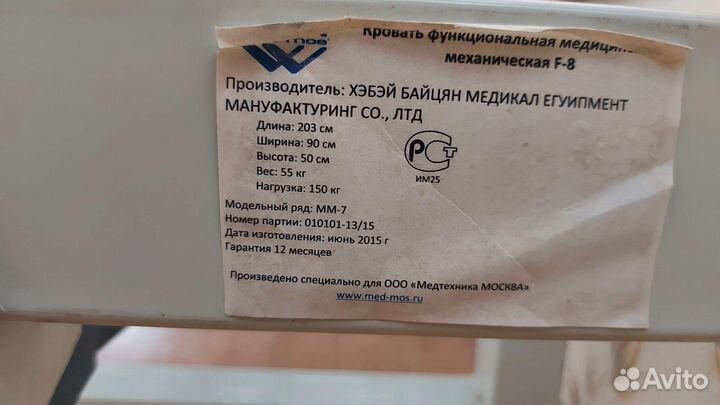 Кровать функциональная медицинс
механическая F-8
mos
Производитель: ХЭБЭЙ БАЙЦЯН МЕДИКАЛ ЕГУИПМЕНТ
МАНУФАКТУРИНГ СО., ЛТД
Длина: 203 см
Ширина: 90 см
Высота: 50 см
Вес: 55 кг
Нагрузка: 150 кг
РСТ
ИМ25
Модельный ряд: ММ-7
Номер партии: 010101-13/15
Дата изготовления: июнь 2015 г
Гарантия 12 месяцев
Произведено специально для ООО «Медтехника МОСКВА»
www.med-mos.ru
Avito